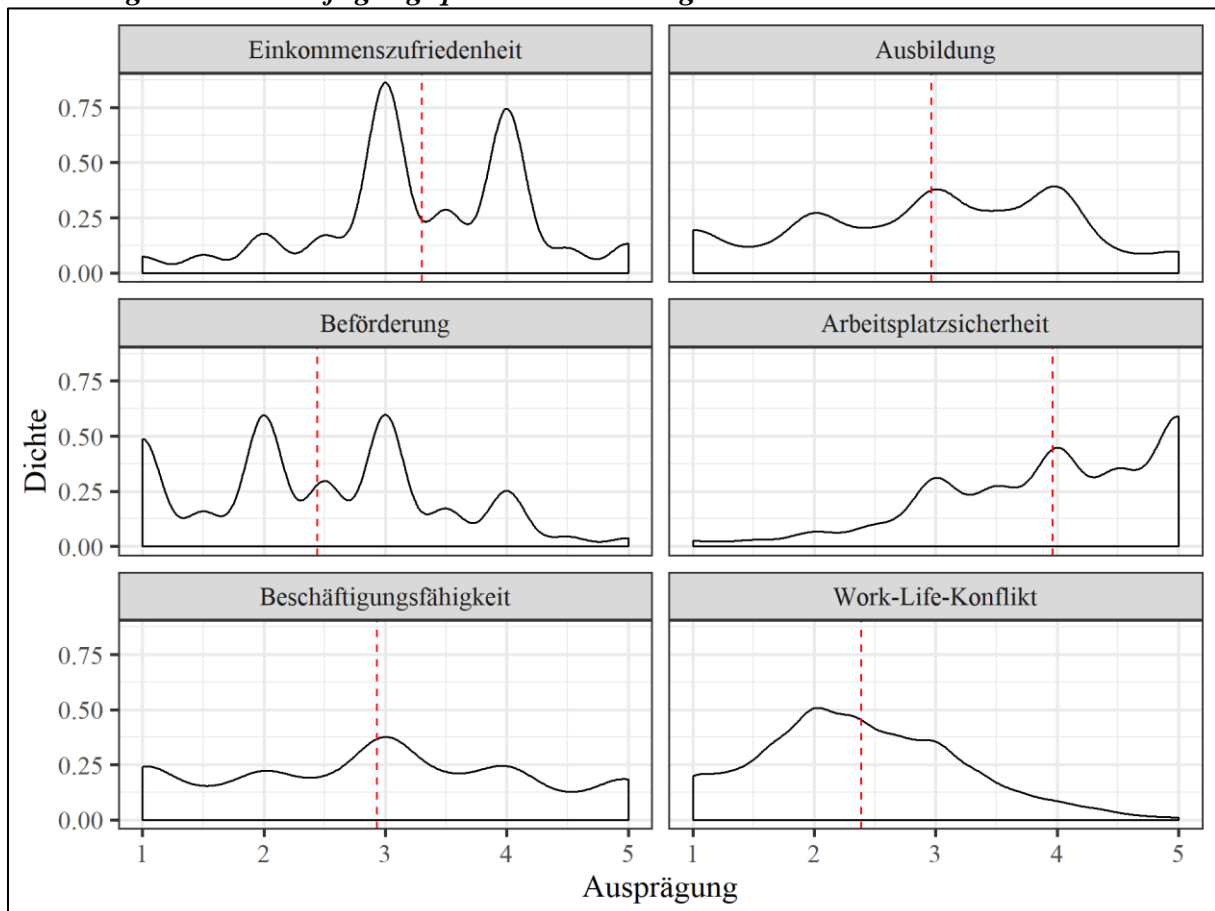 Einkommenszufriedenheit Ausbildung
0.75
0.50
0.25
0.00
Beförderung Arbeitsplatzsicherheit
0.75
0.50
0.25
0.00
Dichte
Beschäftigungsfähigkeit Work-Life-Konflikt
0.75
0.50
0.25
0.00
1 2 3 4 5 1 2 3 4 5
Ausprägung